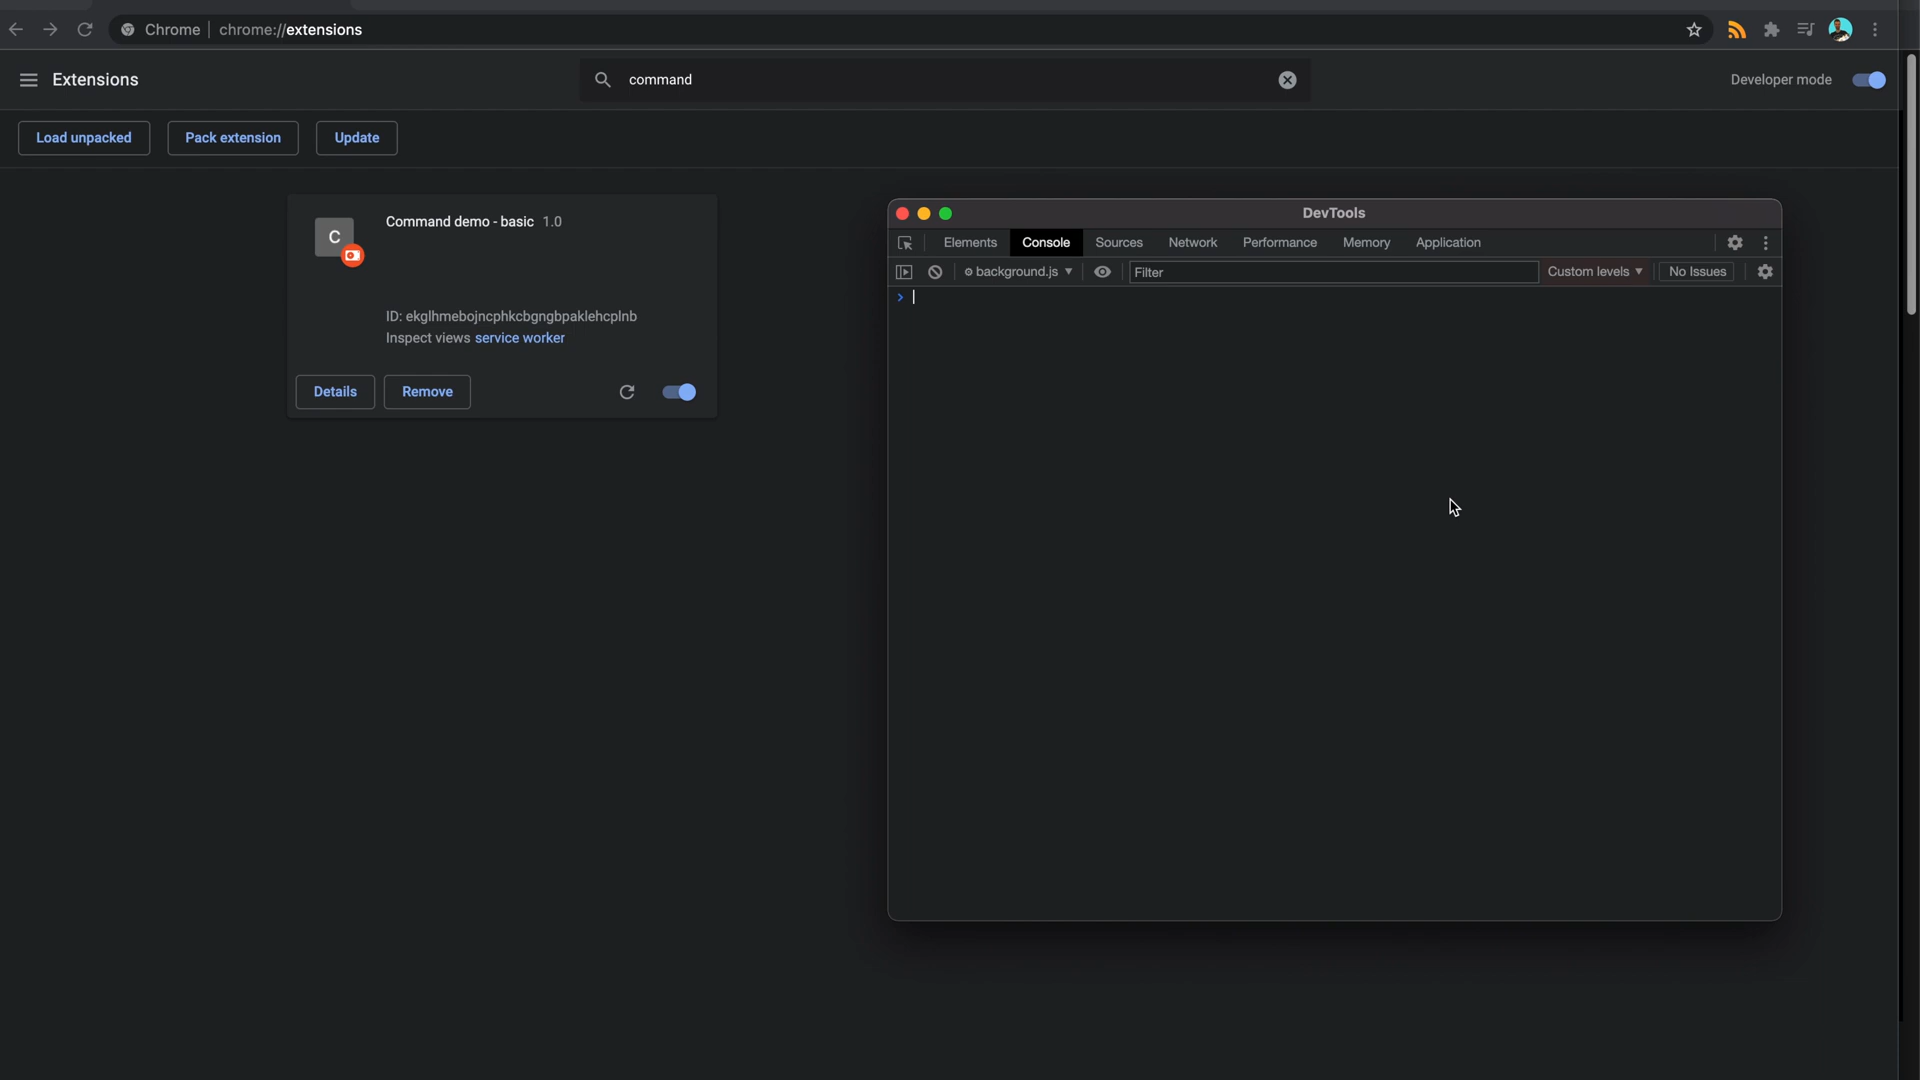 Chrome | chrome://extensions
Extensions
command
Developer mode
Load unpacked
Pack extension
Update
C
Command demo - basic 1.0
ID: ekglhmebojncphkcbgngbpaklehcplnb
Inspect views service worker
Details
Remove
DevTools
Elements Console Sources Network Performance Memory Application
background.js ▼ Filter Custom levels ▼ No Issues
>